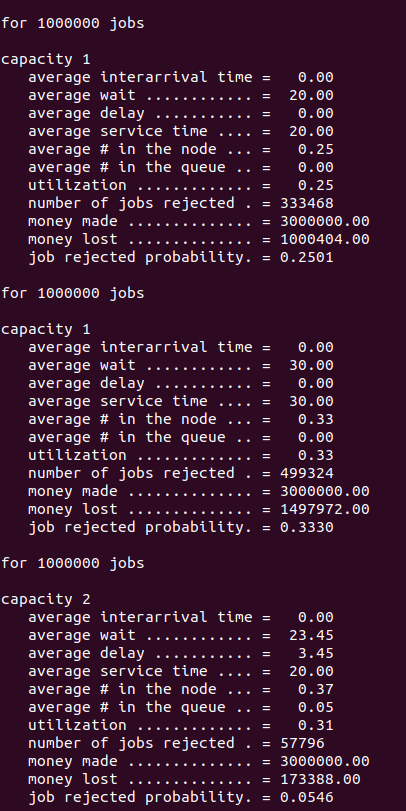 for 1000000 jobs
capacity 1
average interarrival time =   0.00
average wait ............ =  20.00
average delay ........... =   0.00
average service time .... =  20.00
average # in the node ... =   0.25
average # in the queue .. =   0.00
utilization ............. =   0.25
number of jobs rejected . = 333468
money made .............. = 3000000.00
money lost .............. = 1000404.00
job rejected probability. = 0.2501
for 1000000 jobs
capacity 1
average interarrival time =   0.00
average wait ............ =  30.00
average delay ........... =   0.00
average service time .... =  30.00
average # in the node ... =   0.33
average # in the queue .. =   0.00
utilization ............. =   0.33
number of jobs rejected . = 499324
money made .............. = 3000000.00
money lost .............. = 1497972.00
job rejected probability. = 0.3330
for 1000000 jobs
capacity 2
average interarrival time =   0.00
average wait ............ =  23.45
average delay ........... =   3.45
average service time .... =  20.00
average # in the node ... =   0.37
average # in the queue .. =   0.05
utilization ............. =   0.31
number of jobs rejected . = 57796
money made .............. = 3000000.00
money lost .............. = 173388.00
job rejected probability. = 0.0546